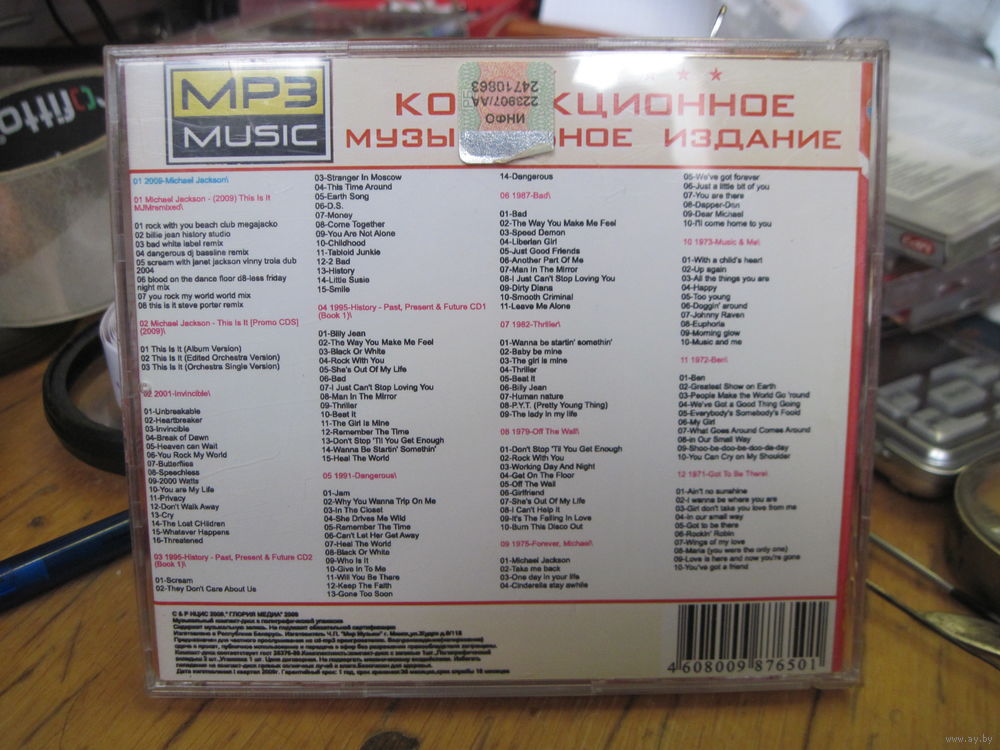 MP3
MUSIC
КО КЦИОННОЕ
МУЗЫ НОЕ ИЗДАНИЕ
ИНФО
223907/АА
24710863
01 2009-Michael Jackson\
01 Michael Jackson - (2009) This Is It
MJMremixed\
01 rock with you beach club megajacko
02 billie jean history studio
03 bad white label remix
04 dangerous dj bassline remix
05 scream with janet jackson vinny troia dub
2004
06 blood on the dance floor d8-less friday
night mix
07 you rock my world world mix
08 this is it steve porter remix
02 Michael Jackson - This Is It [Promo CDS]
(2009)\
01 This Is It (Album Version)
02 This Is It (Edited Orchestra Version)
03 This Is It (Orchestra Single Version)
02 2001-Invincible\
01-Unbreakable
02-Heartbreaker
03-Invincible
04-Break of Dawn
05-Heaven can Wait
06-You Rock My World
07-Butterflies
08-Speechless
09-2000 Watts
10-You are My Life
11-Privacy
12-Don't Walk Away
13-Cry
14-The Lost CHildren
15-Whatever Happens
16-Threatened
03 1995-History - Past, Present & Future CD2
(Book 1)\
01-Scream
02-They Don't Care About Us
03-Stranger In Moscow
04-This Time Around
05-Earth Song
06-D.S.
07-Money
08-Come Together
09-You Are Not Alone
10-Childhood
11-Tabloid Junkie
12-2 Bad
13-History
14-Little Susie
15-Smile
04 1995-History - Past, Present & Future CD1
(Book 1)\
01-Billy Jean
02-The Way You Make Me Feel
03-Black Or White
04-Rock With You
05-She's Out Of My Life
06-Bad
07-I Just Can't Stop Loving You
08-Man In The Mirror
09-Thriller
10-Beat It
11-The Girl Is Mine
12-Remember The Time
13-Don't Stop 'Til You Get Enough
14-Wanna Be Startin' Somethin'
15-Heal The World
05 1991-Dangerous\
01-Jam
02-Why You Wanna Trip On Me
03-In The Closet
04-She Drives Me Wild
05-Remember The Time
06-Can't Let Her Get Away
07-Heal The World
08-Black Or White
09-Who Is It
10-Give In To Me
11-Will You Be There
12-Keep The Faith
13-Gone Too Soon
14-Dangerous
06 1987-Bad\
01-Bad
02-The Way You Make Me Feel
03-Speed Demon
04-Liberian Girl
05-Just Good Friends
06-Another Part Of Me
07-Man In The Mirror
08-I Just Can't Stop Loving You
09-Dirty Diana
10-Smooth Criminal
11-Leave Me Alone
07 1982-Thriller\
01-Wanna be startin' somethin'
02-Baby be mine
03-The girl is mine
04-Thriller
05-Beat it
06-Billy Jean
07-Human nature
08-P.Y.T. (Pretty Young Thing)
09-The lady in my life
08 1979-Off The Wall\
01-Don't Stop 'Til You Get Enough
02-Rock With You
03-Working Day And Night
04-Get On The Floor
05-Off The Wall
06-Girlfriend
07-She's Out Of My Life
08-I Can't Help It
09-It's The Falling In Love
10-Burn This Disco Out
09 1975-Forever, Michael\
01-Michael Jackson
02-Take me back
03-One day in your life
04-Cinderella stay awhile
05-We've got forever
06-Just a little bit of you
07-You are there
08-Dapper-Dan
09-Dear Michael
10-I'll come home to you
10 1973-Music & Me\
01-With a child's heart
02-Up again
03-All the things you are
04-Happy
05-Too young
06-Doggin' around
07-Johnny Raven
08-Euphoria
09-Morning glow
10-Music and me
11 1972-Ben\
01-Ben
02-Greatest Show on Earth
03-People Make the World Go 'round
04-We've Got a Good Thing Going
05-Everybody's Somebody's Foold
06-My Girl
07-What Goes Around Comes Around
08-in Our Small Way
09-Shoo-be-doo-be-doo-da-day
10-You Can Cry on My Shoulder
12 1971-Got To Be There\
01-Ain't no sunshine
02-I wanna be where you are
03-Girl don't take you love from me
04-In our small way
05-Got to be there
06-Rockin' Robin
07-Wings of my love
08-Maria (you were the only one)
09-Love is here and now you're gone
10-You've got a friend
С & Р НЦИС 2009." ГЛОРИЯ МЕДИА" 2009
Музыкальный компакт-диск в полиграфической упаковке
Содержит музыкальную запись. Не подлежит обязательной сертификации
Изготовлено в Республике Беларусь. Изготовитель Ч.П. "Мир Музыки" г. Минск,
4 608009 876501
www.ay.by